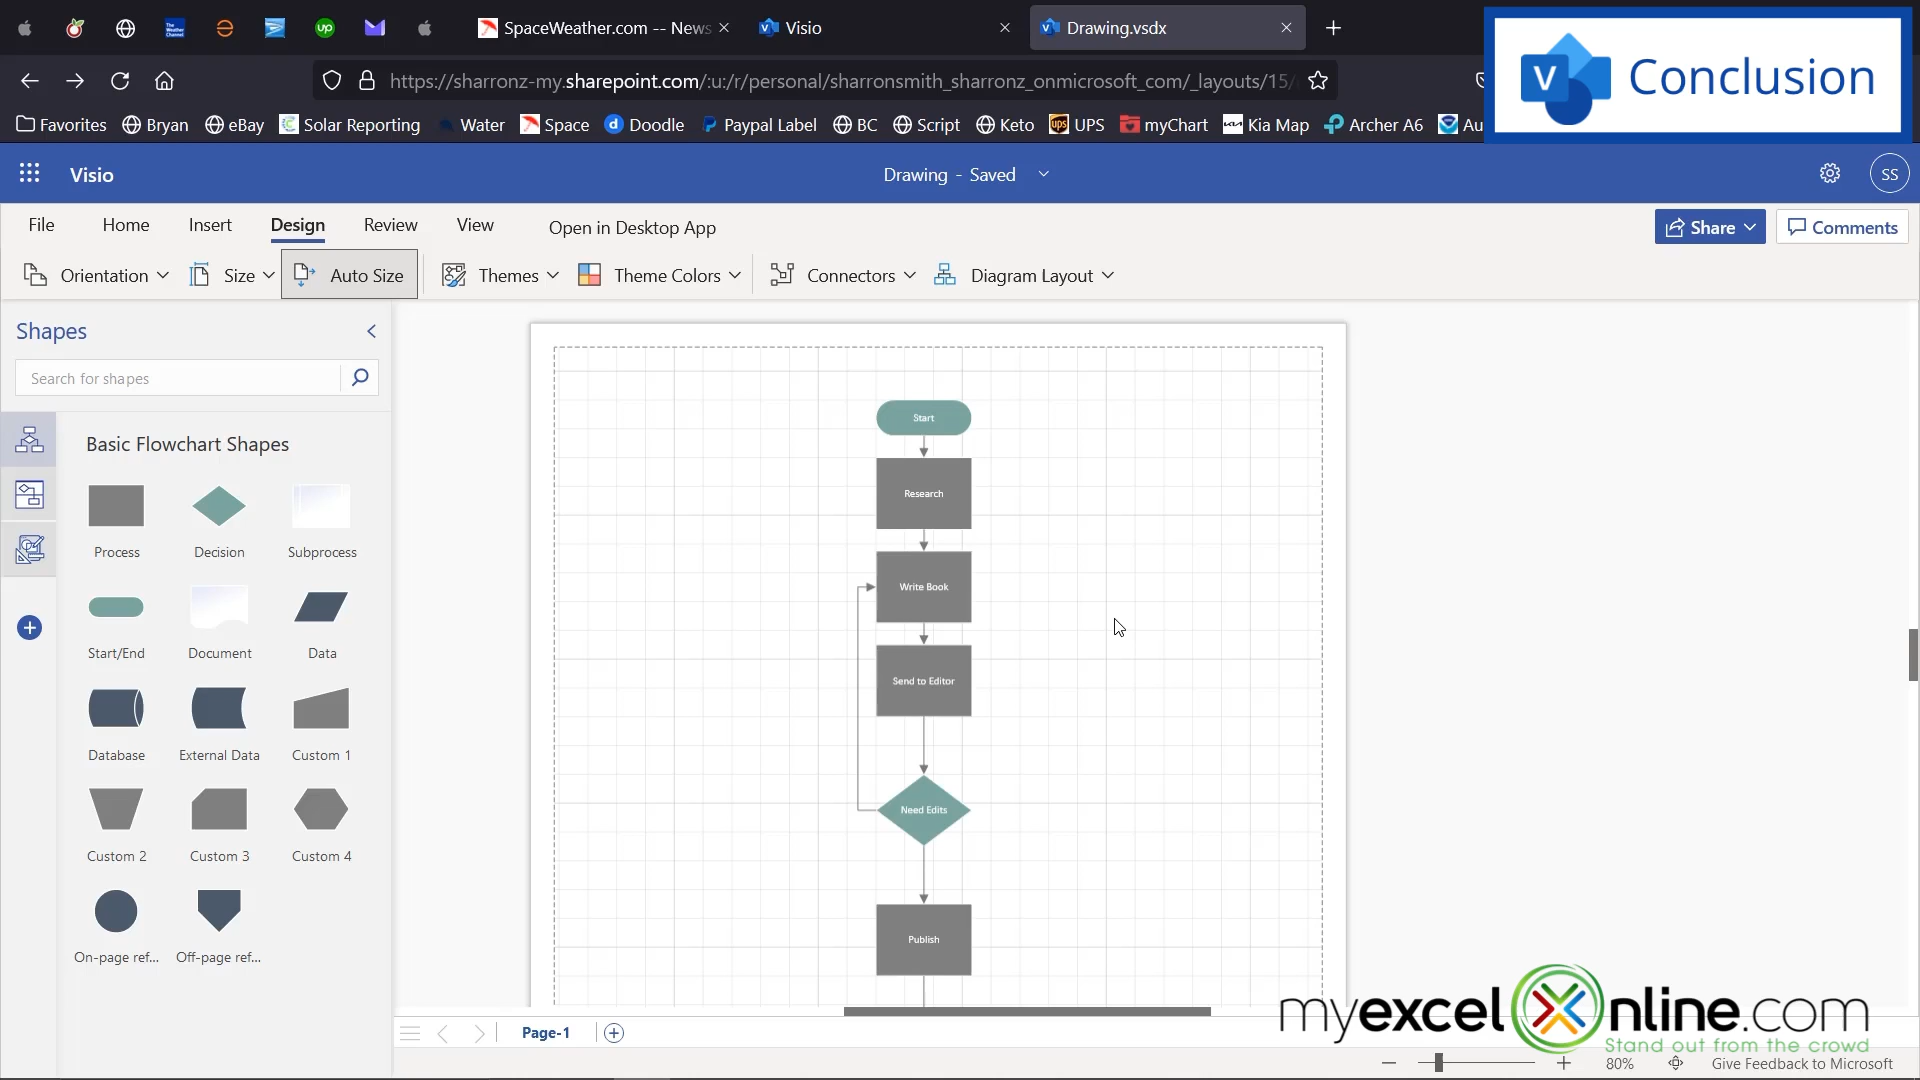 SpaceWeather.com -- News
Visio
Drawing.vsdx
Conclusion
https://sharronz-my.sharepoint.com/:u:/r/personal/sharronsmith_sharronz_onmicrosoft_com/_layouts/15/
Favorites
Bryan
eBay
Solar Reporting
Water
Space
Doodle
Paypal Label
BC
Script
Keto
UPS
myChart
Kia Map
Archer A6
Au
Visio
Drawing - Saved
SS
File
Home
Insert
Design
Review
View
Open in Desktop App
Share
Comments
Orientation
Size
Auto Size
Themes
Theme Colors
Connectors
Diagram Layout
Shapes
Search for shapes
Basic Flowchart Shapes
Process
Decision
Subprocess
Start/End
Document
Data
Database
External Data
Custom 1
Custom 2
Custom 3
Custom 4
On-page ref...
Off-page ref...
Start
Research
Write Book
Send to Editor
Need Edits
Publish
Page-1
myexcelOnline.com
Stand out from the crowd
80%
Give Feedback to Microsoft